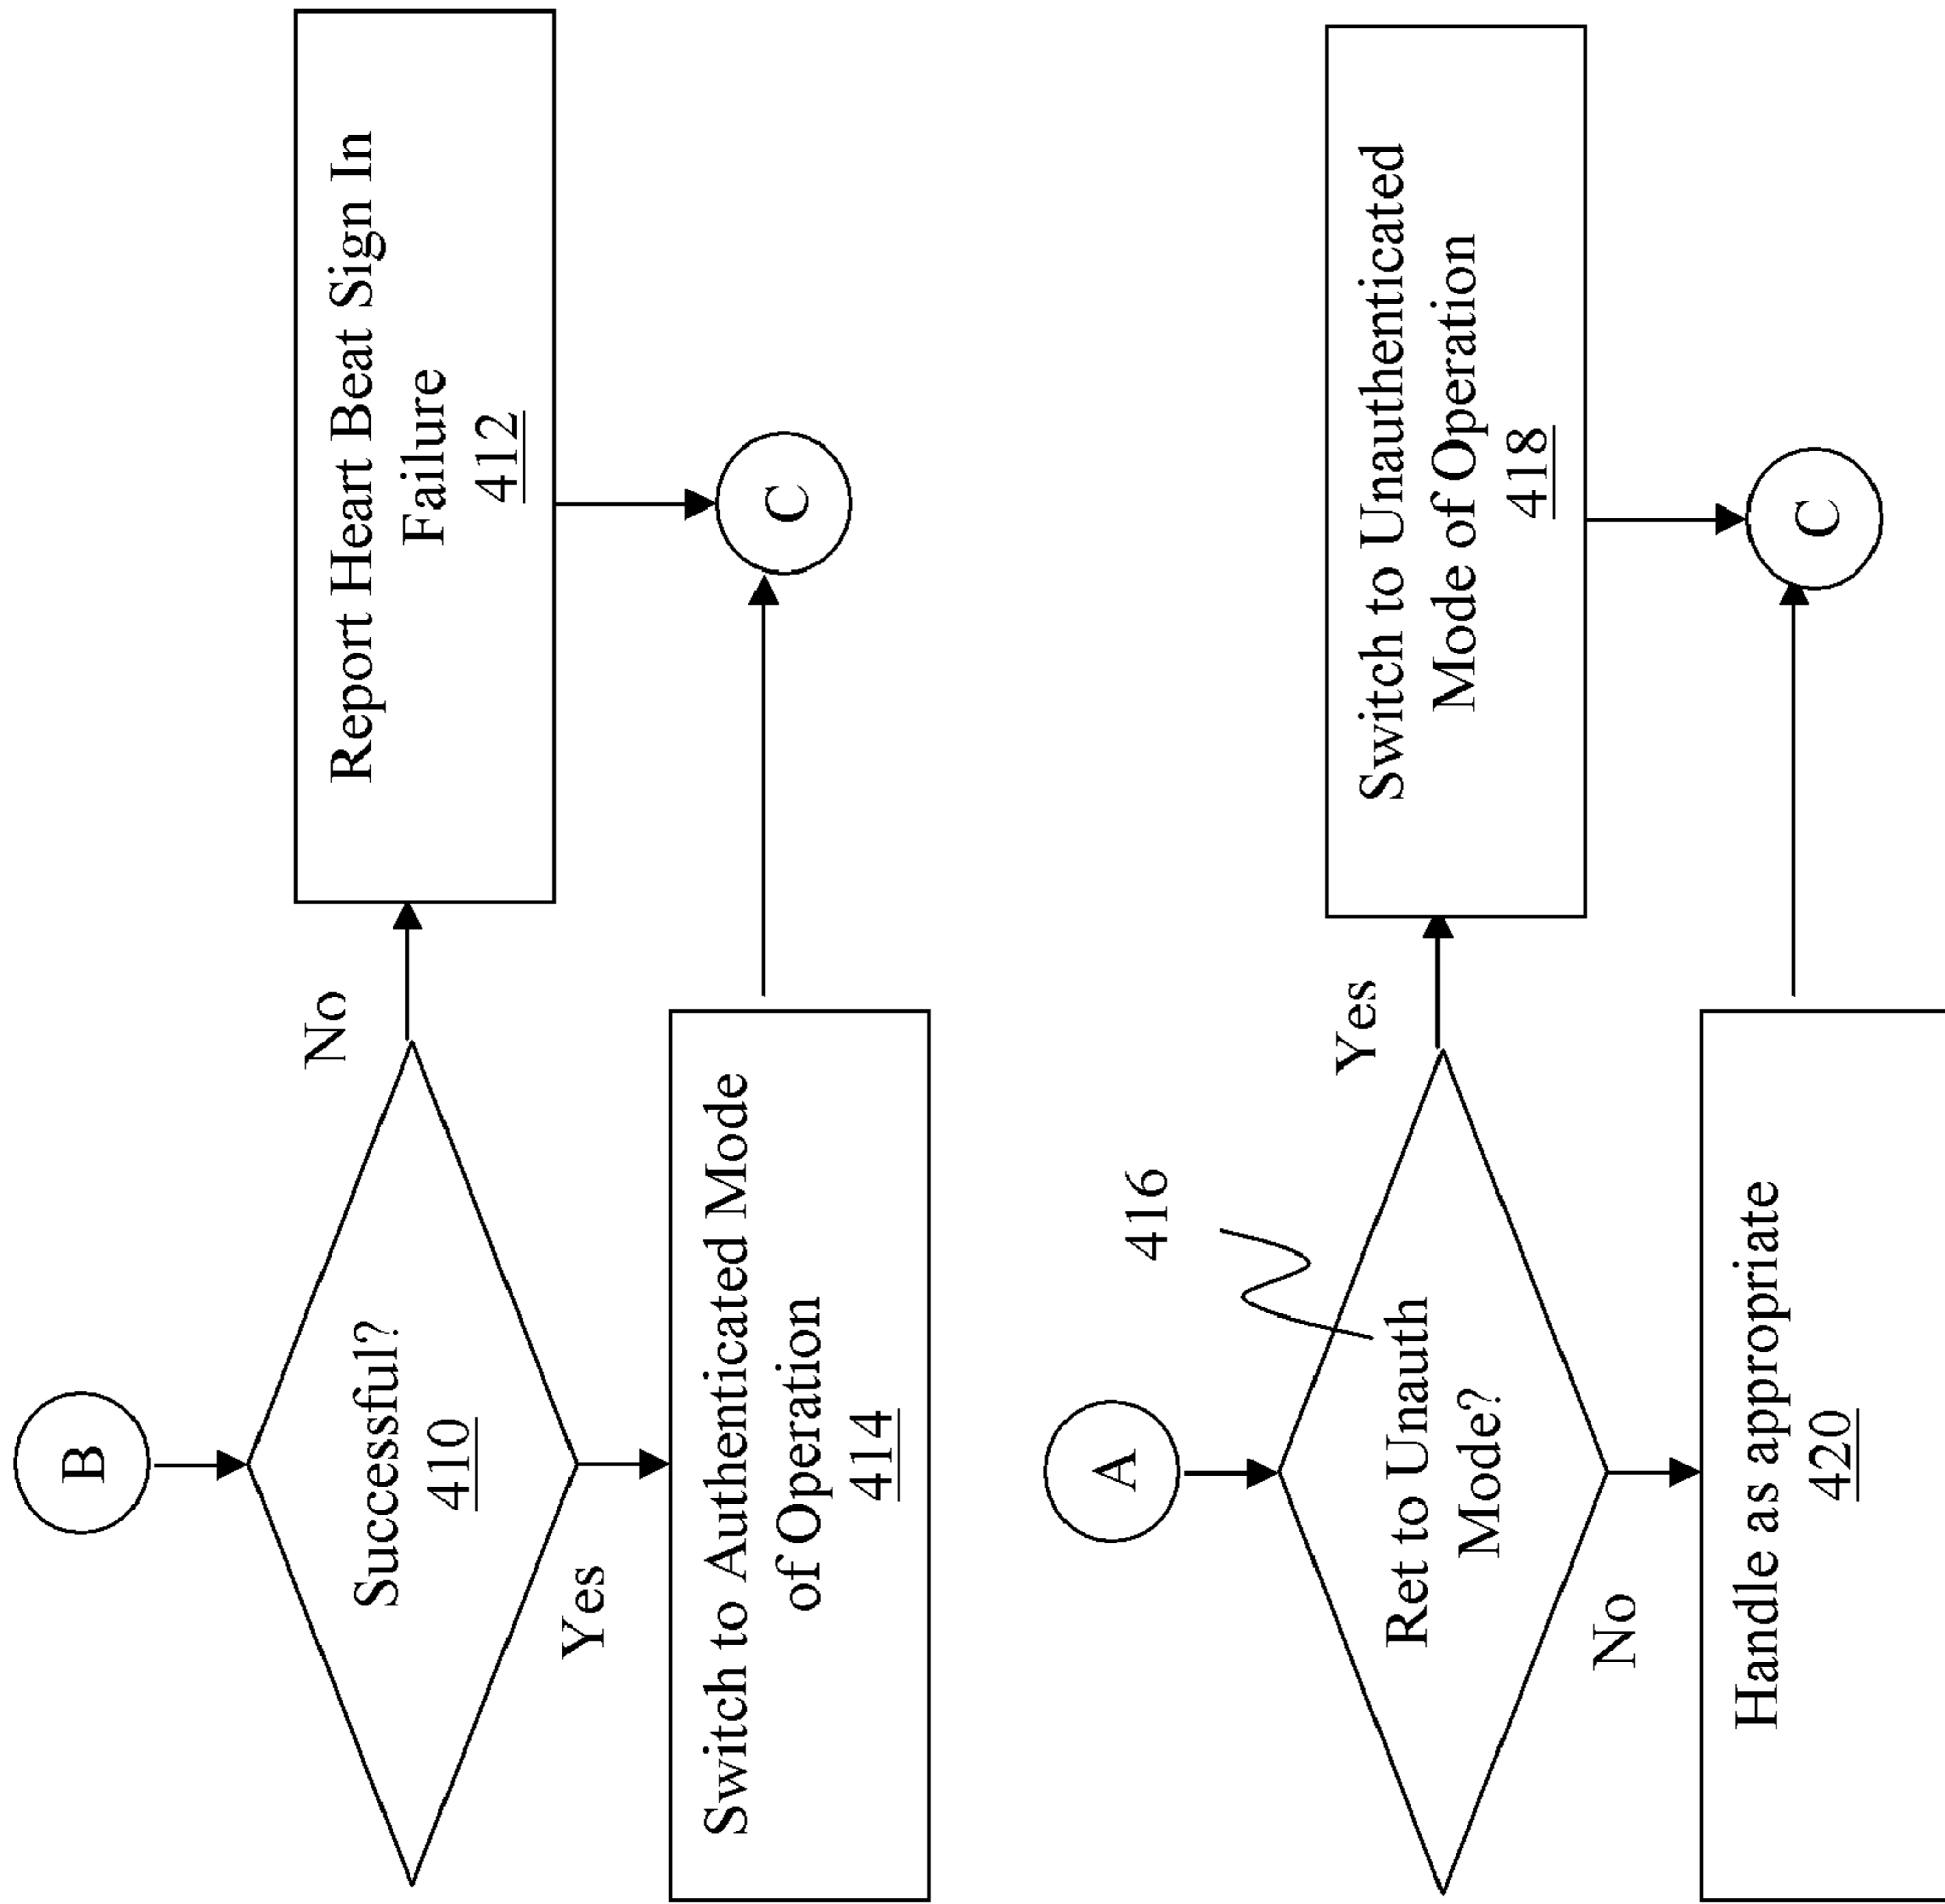 B
Successful?
410
No
Report Heart Beat Sign In
Failure
412
Yes
Switch to Authenticated Mode
of Operation
414
C
A
416
Ret to Unauth
Mode?
Yes
Switch to Unauthenticated
Mode of Operation
418
No
Handle as appropriate
420
C